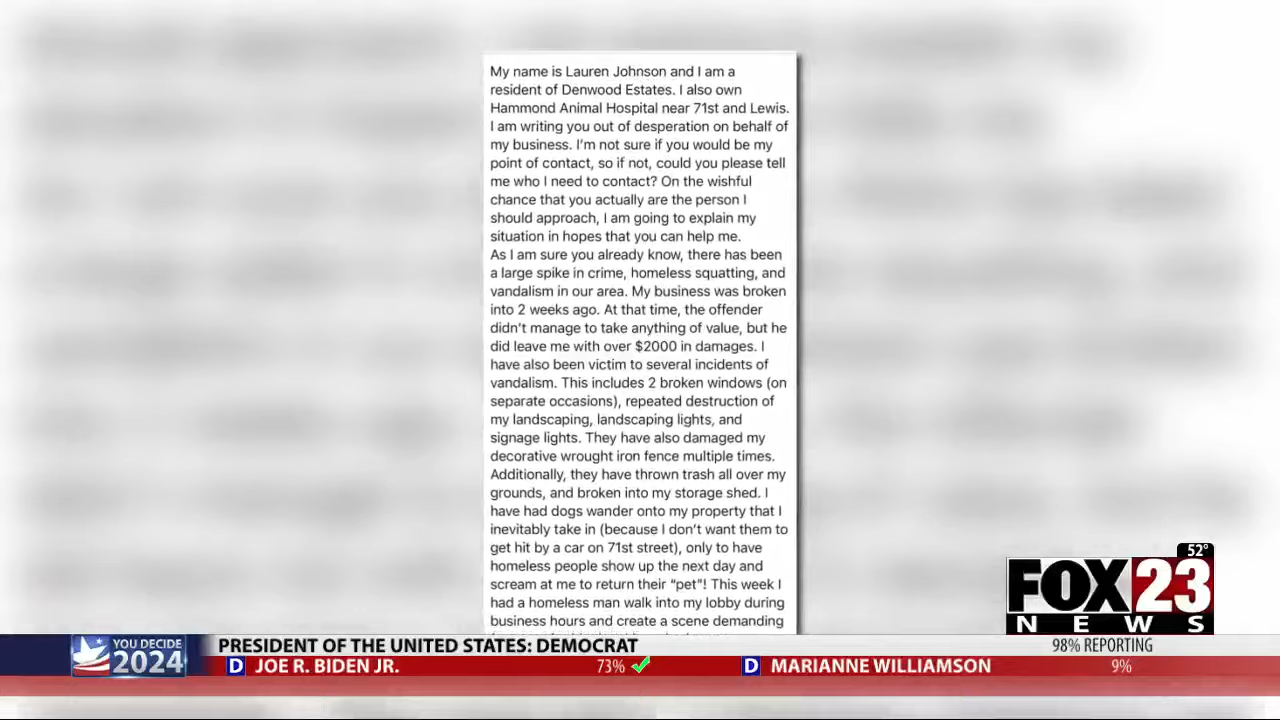 My name is Lauren Johnson and I am a
resident of Denwood Estates. I also own
Hammond Animal Hospital near 71st and Lewis.
I am writing you out of desperation on behalf of
my business. I'm not sure if you would be my
point of contact, so if not, could you please tell
me who I need to contact? On the wishful
chance that you actually are the person I
should approach, I am going to explain my
situation in hopes that you can help me.
As I am sure you already know, there has been
a large spike in crime, homeless squatting, and
vandalism in our area. My business was broken
into 2 weeks ago. At that time, the offender
didn't manage to take anything of value, but he
did leave me with over $2000 in damages. I
have also been victim to several incidents of
vandalism. This includes 2 broken windows (on
separate occasions), repeated destruction of
my landscaping, landscaping lights, and
signage lights. They have also damaged my
decorative wrought iron fence multiple times.
Additionally, they have thrown trash all over my
grounds, and broken into my storage shed. I
have had dogs wander onto my property that I
inevitably take in (because I don't want them to
get hit by a car on 71st street), only to have
homeless people show up the next day and
scream at me to return their “pet”! This week I
had a homeless man walk into my lobby during
business hours and create a scene demanding
52°
FOX 23
NEWS
YOU DECIDE
2024
PRESIDENT OF THE UNITED STATES: DEMOCRAT
98% REPORTING
D JOE R. BIDEN JR. 73%
D MARIANNE WILLIAMSON 9%